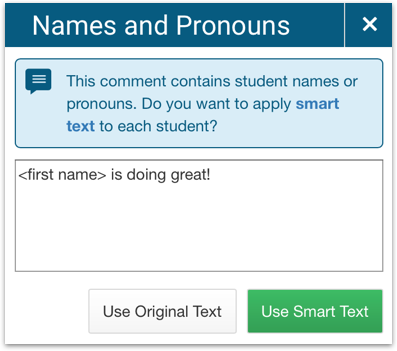 Names and Pronouns ×
This comment contains student names or
pronouns. Do you want to apply smart
text to each student?
<first name> is doing great!
Use Original Text Use Smart Text